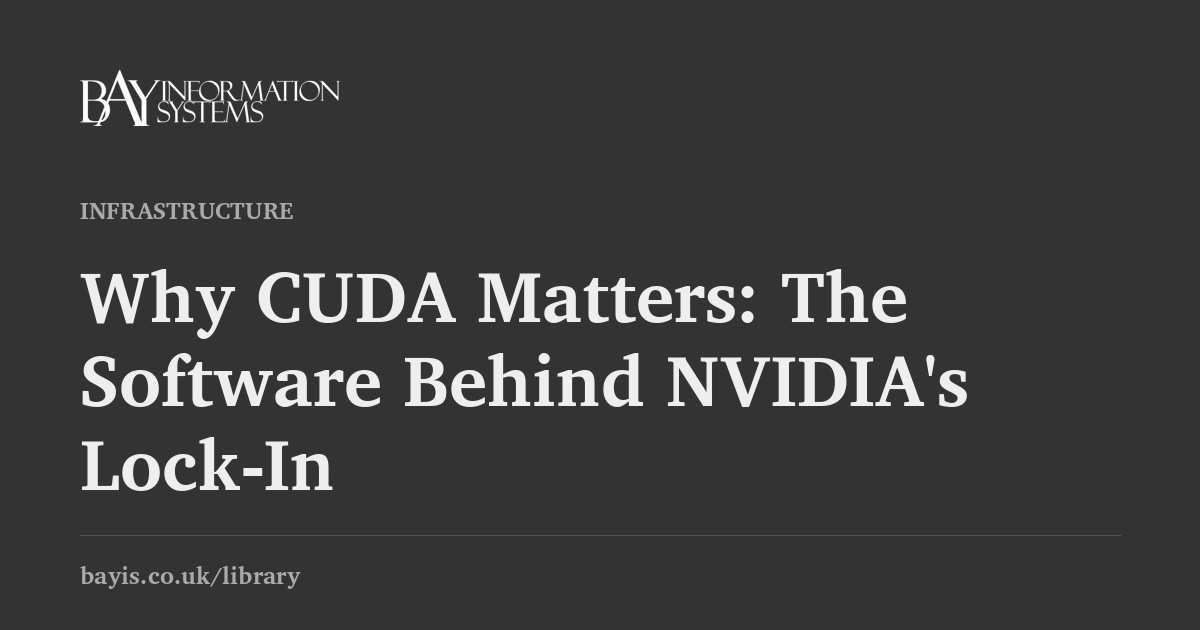 BAY INFORMATION
SYSTEMS
INFRASTRUCTURE
Why CUDA Matters: The
Software Behind NVIDIA's
Lock-In
bayis.co.uk/library